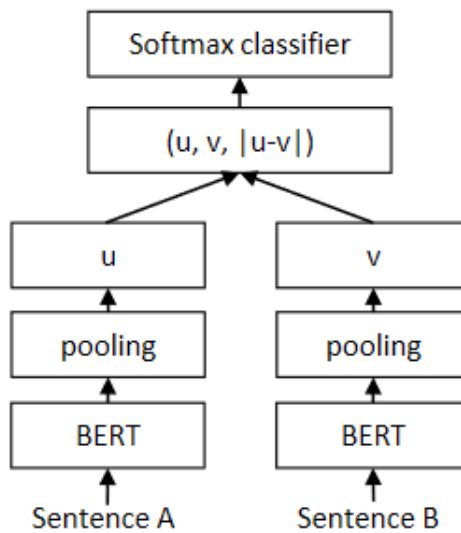 Softmax classifier
(u, v, |u-v|)
u
v
pooling
pooling
BERT
BERT
Sentence A
Sentence B